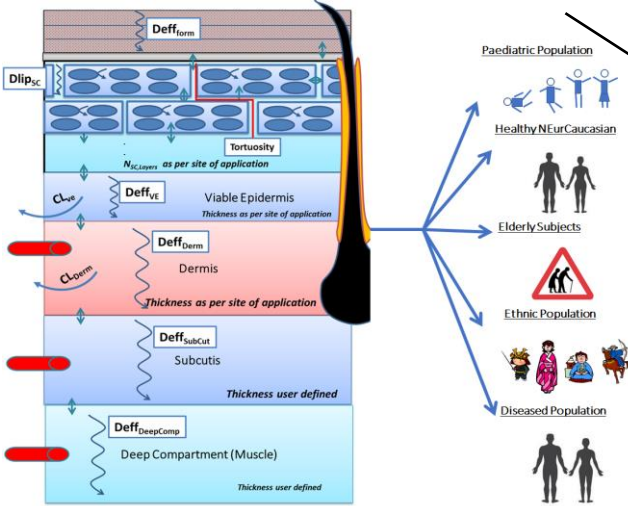 Deff form
Dlip SC
Tortuosity
N SC,Layers as per site of application
CL ve
Deff VE
Viable Epidermis
Thickness as per site of application
Deff Derm
CL Derm
Dermis
Thickness as per site of application
Deff SubCut
Subcutis
Thickness user defined
Deff DeepComp
Deep Compartment (Muscle)
Thickness user defined
Paediatric Population
Healthy NEurCaucasian
Elderly Subjects
Ethnic Population
Diseased Population